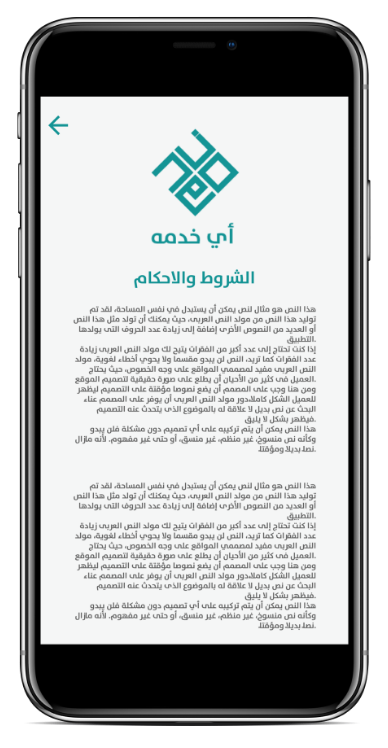 أي خدمه
الشروط والاحكام
هذا النص هو مثال لنص يمكن أن يستبدل في نفس المساحة، لقد تم
توليد هذا النص من مولد النص العربى، حيث يمكنك أن تولد مثل هذا النص
أو العديد من النصوص الأخرى إضافة إلى زيادة عدد الحروف التى يولدها
.التطبيق
إذا كنت تحتاج إلى عدد أكبر من الفقرات يتيح لك مولد النص العربى زيادة
عدد الفقرات كما تريد، النص لن يبدو مقسما ولا يحوي أخطاء لغوية، مولد
النص العربى مفيد لمصممي المواقع على وجه الخصوص، حيث يحتاج
.العميل فى كثير من الأحيان أن يطلع على صورة حقيقية لتصميم الموقع
ومن هنا وجب على المصمم أن يضع نصوصا مؤقتة على التصميم ليظهر
للعميل الشكل كاملاً،دور مولد النص العربى أن يوفر على المصمم عناء
البحث عن نص بديل لا علاقة له بالموضوع الذى يتحدث عنه التصميم
.فيظهر بشكل لا يليق
هذا النص يمكن أن يتم تركيبه على أي تصميم دون مشكلة فلن يبدو
وكأنه نص منسوخ، غير منظم، غير منسق، أو حتى غير مفهوم. لأنه مازال
.نصاً بديلاً ومؤقتاً
هذا النص هو مثال لنص يمكن أن يستبدل في نفس المساحة، لقد تم
توليد هذا النص من مولد النص العربى، حيث يمكنك أن تولد مثل هذا النص
أو العديد من النصوص الأخرى إضافة إلى زيادة عدد الحروف التى يولدها
.التطبيق
إذا كنت تحتاج إلى عدد أكبر من الفقرات يتيح لك مولد النص العربى زيادة
عدد الفقرات كما تريد، النص لن يبدو مقسما ولا يحوي أخطاء لغوية، مولد
النص العربى مفيد لمصممي المواقع على وجه الخصوص، حيث يحتاج
.العميل فى كثير من الأحيان أن يطلع على صورة حقيقية لتصميم الموقع
ومن هنا وجب على المصمم أن يضع نصوصا مؤقتة على التصميم ليظهر
للعميل الشكل كاملاً،دور مولد النص العربى أن يوفر على المصمم عناء
البحث عن نص بديل لا علاقة له بالموضوع الذى يتحدث عنه التصميم
.فيظهر بشكل لا يليق
هذا النص يمكن أن يتم تركيبه على أي تصميم دون مشكلة فلن يبدو
وكأنه نص منسوخ، غير منظم، غير منسق، أو حتى غير مفهوم. لأنه مازال
.نصاً بديلاً ومؤقتاً